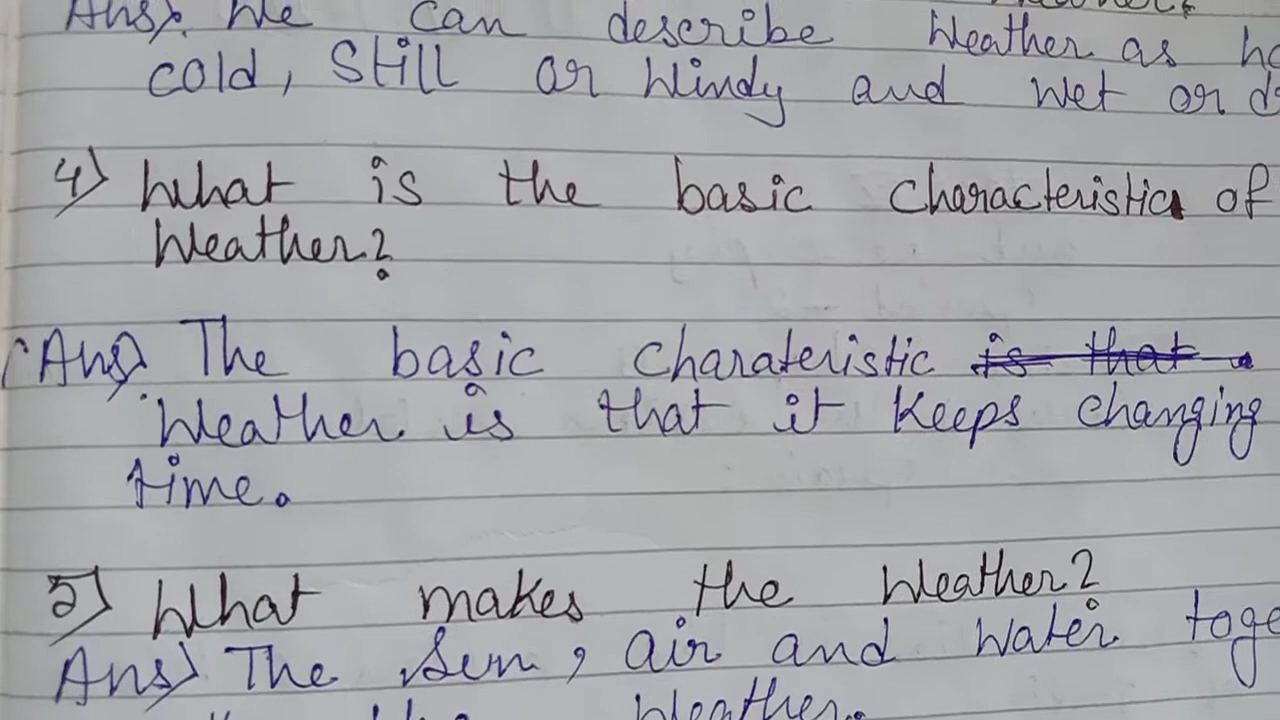 Ans). We can describe Weather as
cold, Still or Windy and Wet or
4) What is the basic Characteristic of
Weather?
Ans) The basic Charateristic is that
Weather is that it Keeps changing
time.
5) What makes the Weather?
Ans) The Sun, air and Water
Weather.